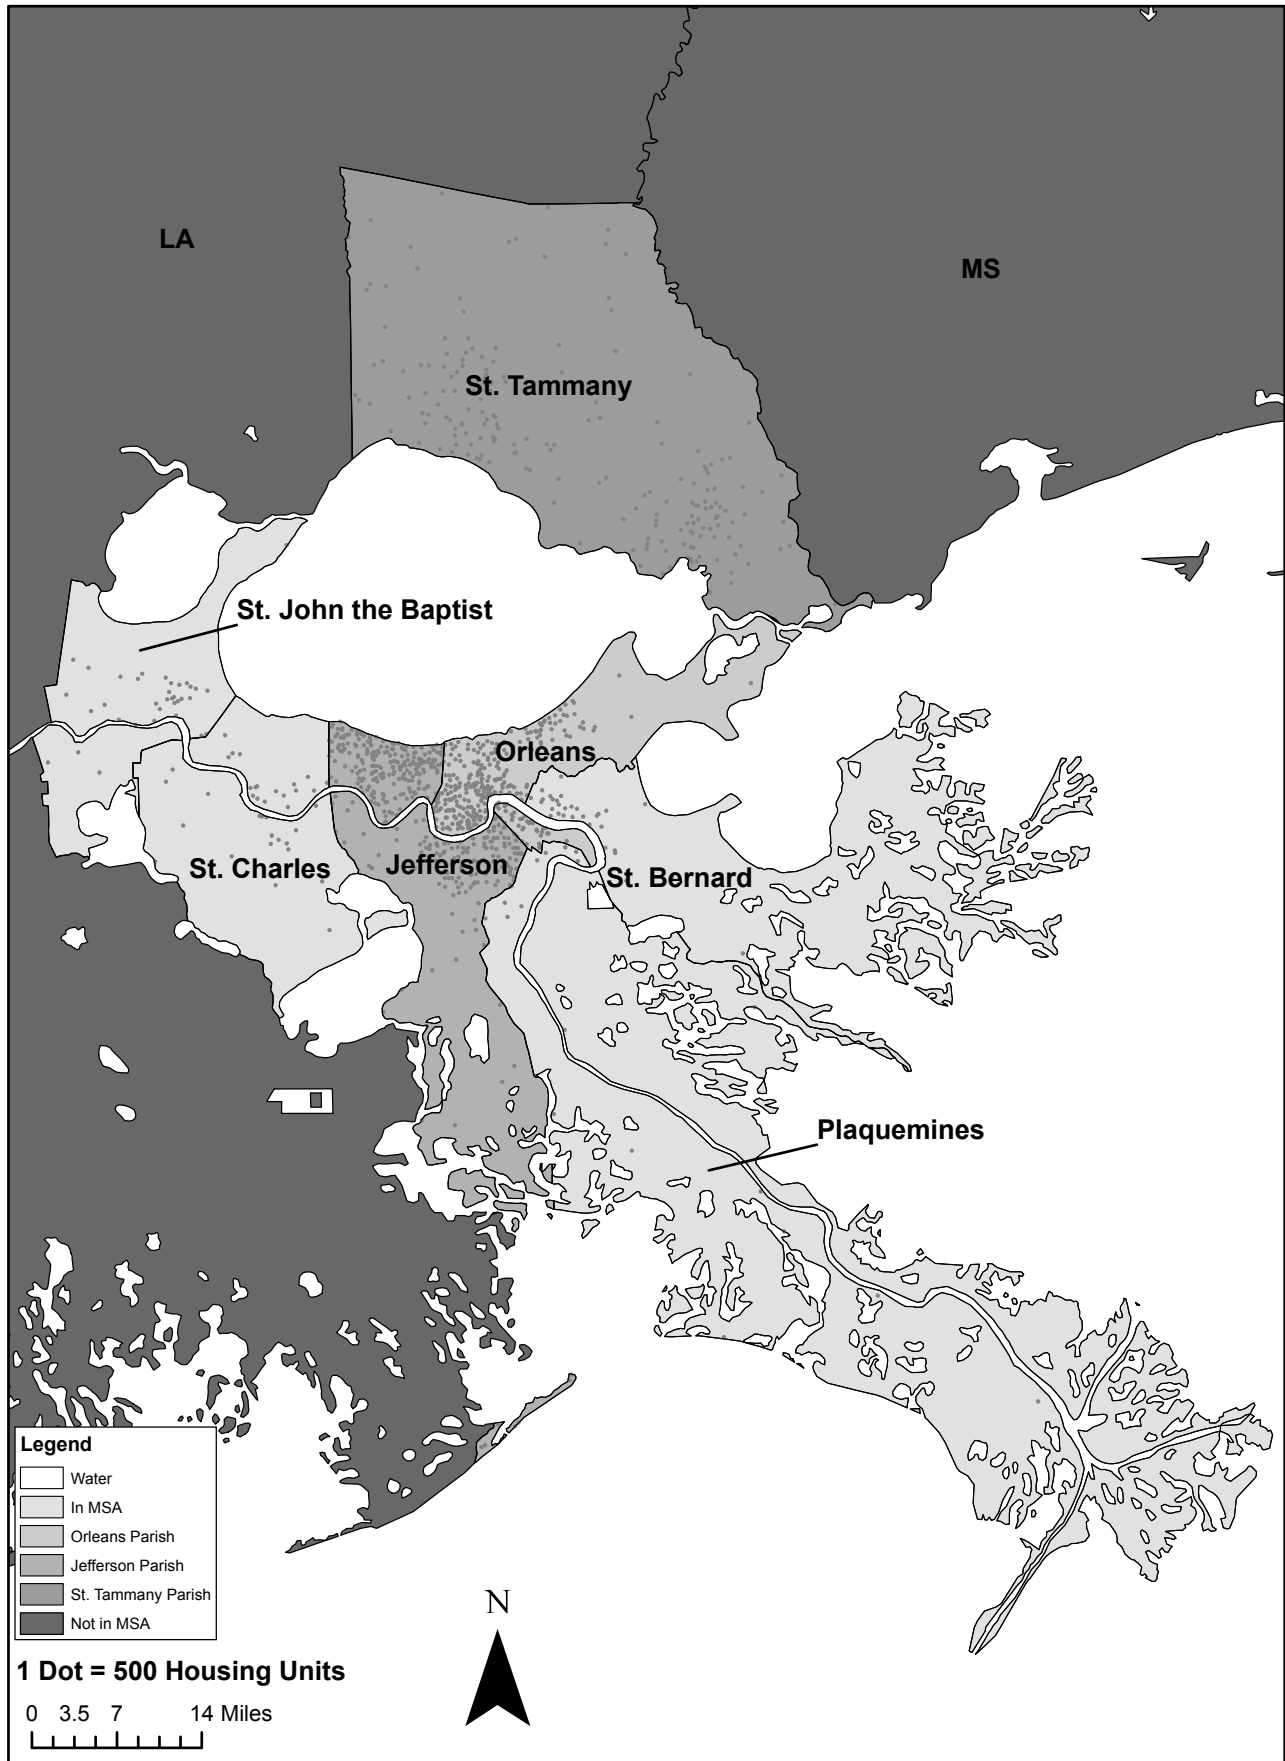 LA
MS
St. Tammany
St. John the Baptist
Orleans
St. Charles
Jefferson
St. Bernard
Plaquemines
Legend
Water
In MSA
Orleans Parish
Jefferson Parish
St. Tammany Parish
Not in MSA
N
1 Dot = 500 Housing Units
0 3.5 7 14 Miles